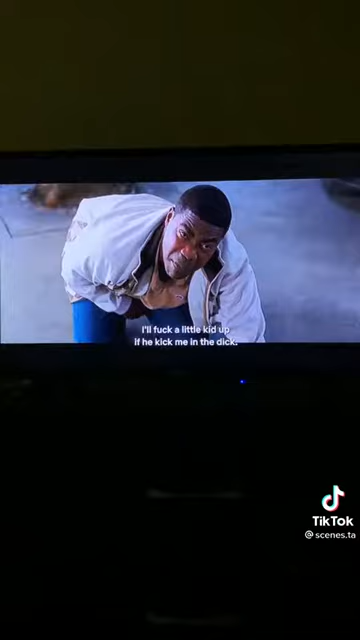 I'll fuck a little kid up
if he kick me in the dick.
TikTok
@scenes.ta